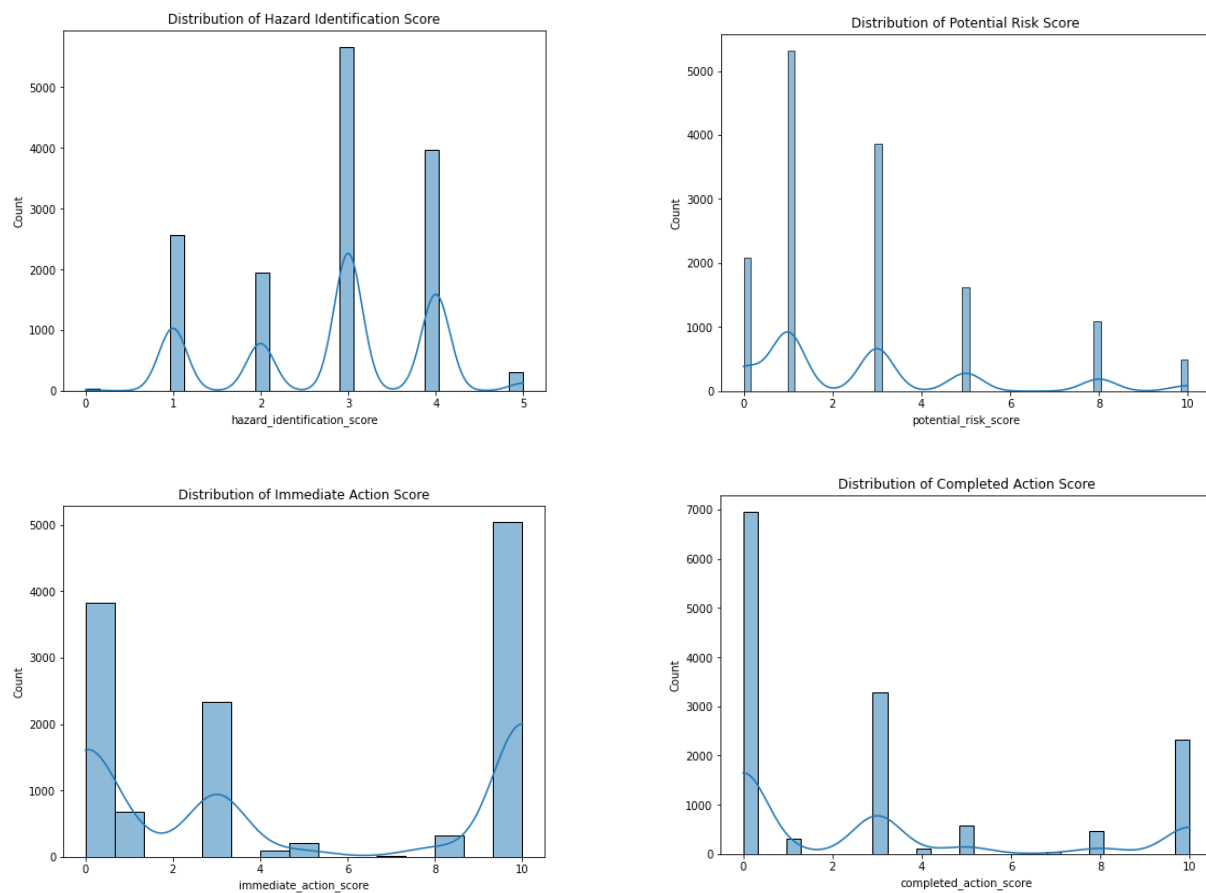 Distribution of Hazard Identification Score
Count
5000
4000
3000
2000
1000
0
0 1 2 3 4 5
hazard_identification_score
Distribution of Potential Risk Score
Count
5000
4000
3000
2000
1000
0
0 2 4 6 8 10
potential_risk_score
Distribution of Immediate Action Score
Count
5000
4000
3000
2000
1000
0
0 2 4 6 8 10
immediate_action_score
Distribution of Completed Action Score
Count
7000
6000
5000
4000
3000
2000
1000
0
0 2 4 6 8 10
completed_action_score